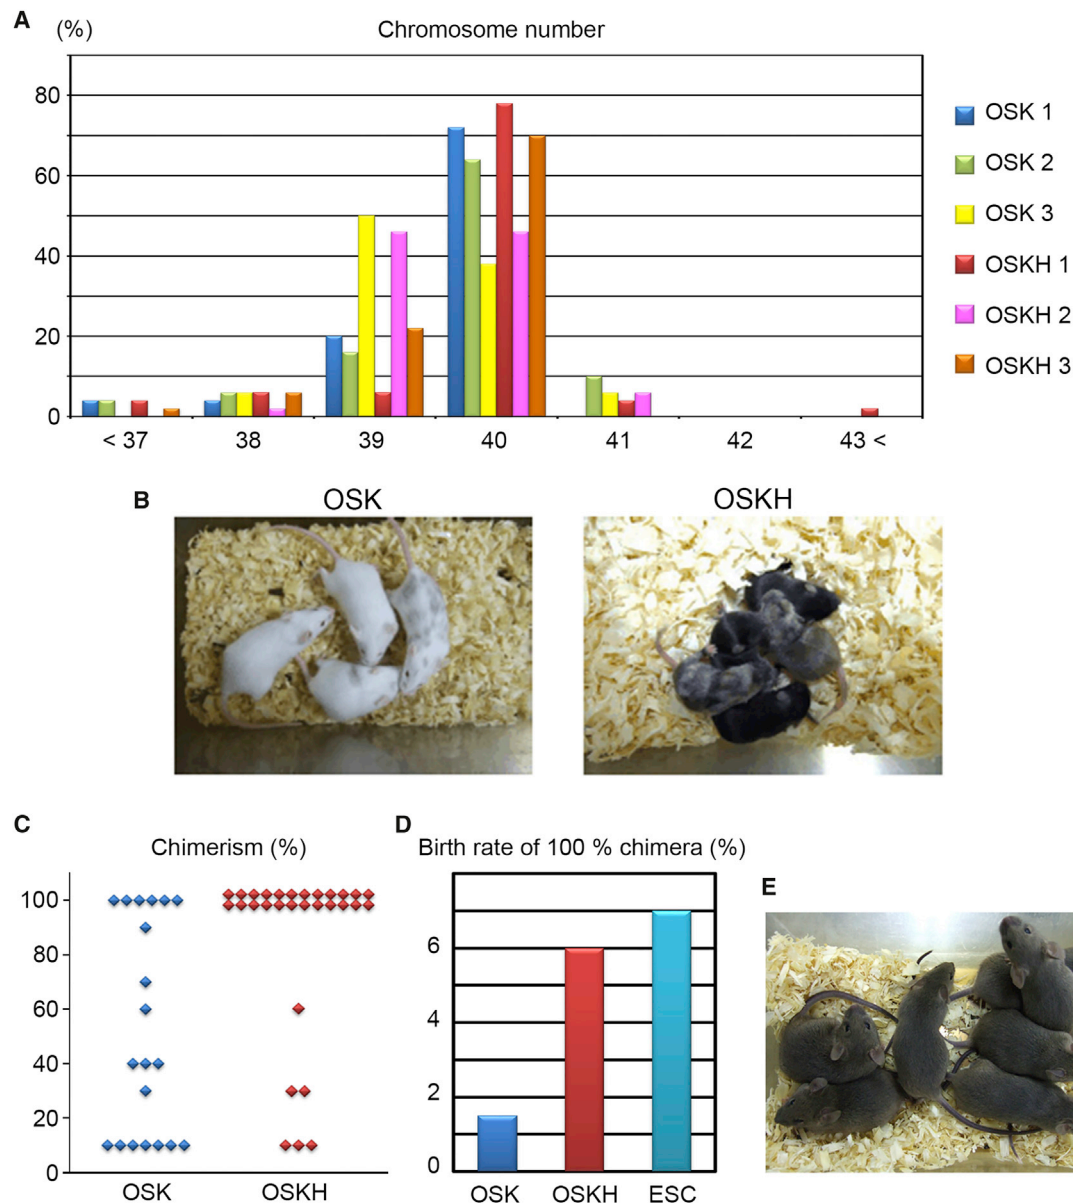 A
(%)
Chromosome number
80
60
40
20
0
< 37
38
39
40
41
42
43 <
OSK 1
OSK 2
OSK 3
OSKH 1
OSKH 2
OSKH 3
B
OSK
OSKH
C
Chimerism (%)
100
80
60
40
20
0
OSK
OSKH
D
Birth rate of 100 % chimera (%)
6
4
2
0
OSK
OSKH
ESC
E